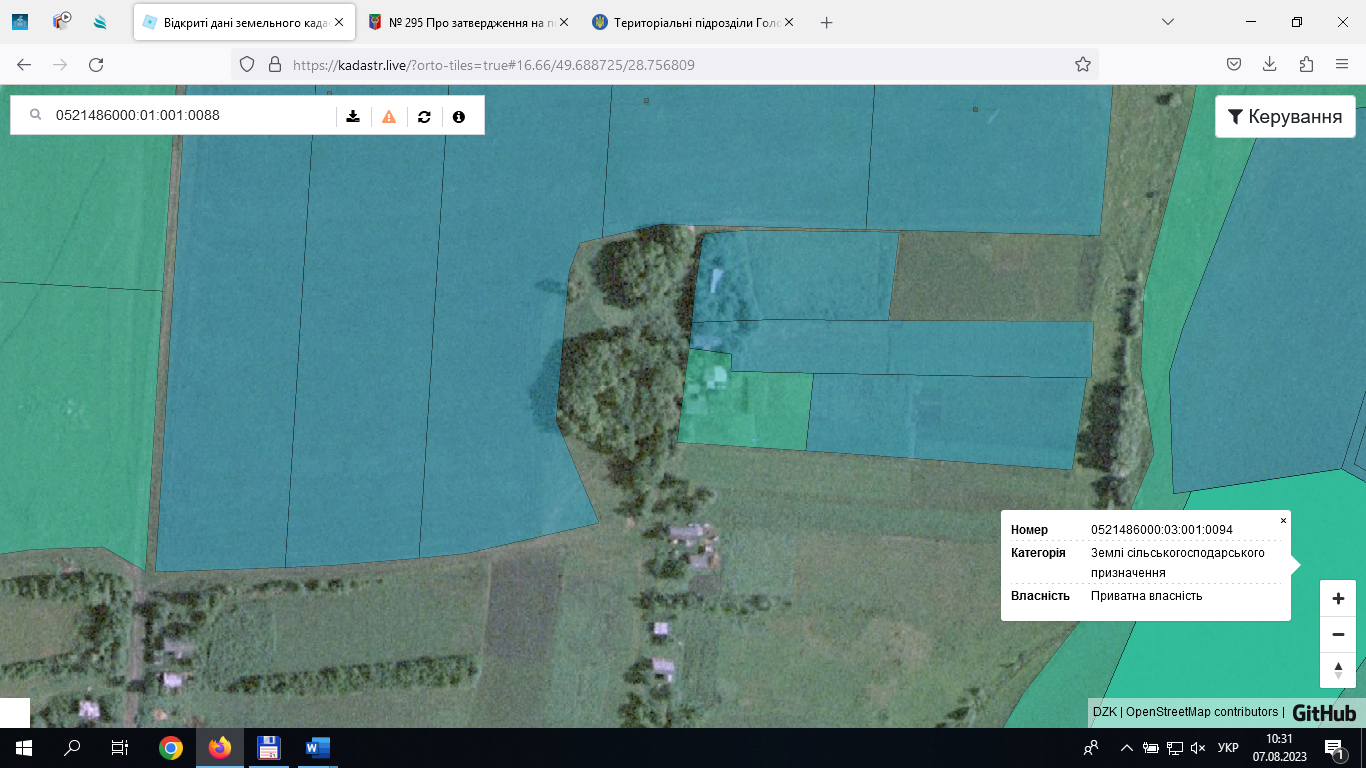 Відкриті дані земельного кадас
№ 295 Про затвердження на п
Територіальні підрозділи Голо
https://kadastr.live/?orto-tiles=true#16.66/49.688725/28.756809
0521486000:01:001:0088
Керування
Номер 0521486000:03:001:0094
Категорія Землі сільськогосподарського
призначення
Власність Приватна власність
DZK | OpenStreetMap contributors | GitHub
УКР
10:31
07.08.2023
1